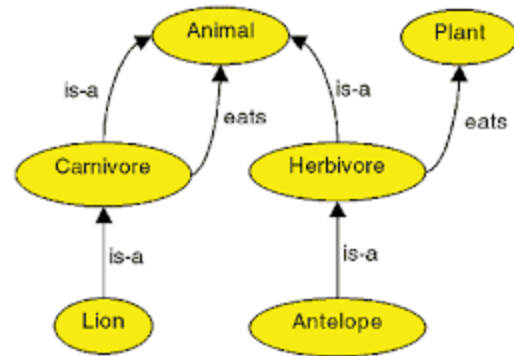 Animal
Plant
is-a
eats
is-a
eats
Carnivore
Herbivore
is-a
is-a
Lion
Antelope